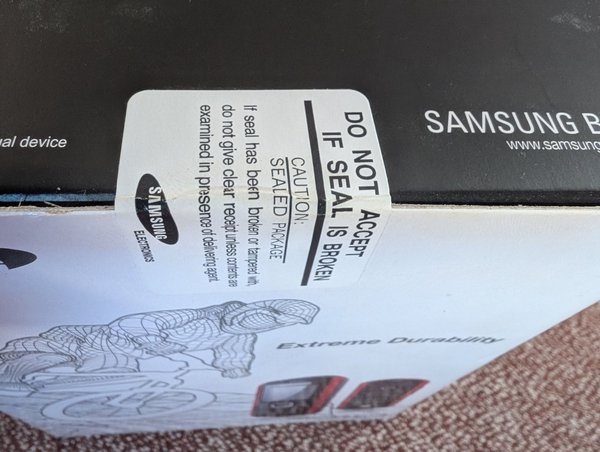 DO NOT ACCEPT
IF SEAL IS BROKEN
CAUTION:
SEALED PACKAGE
If seal has been broken or tampered with,
do not give clear receipt unless contents are
examined in presence of delivering agent.
SAMSUNG
ELECTRONICS
ual device
SAMSUNG B
www.samsung
Extreme Durability